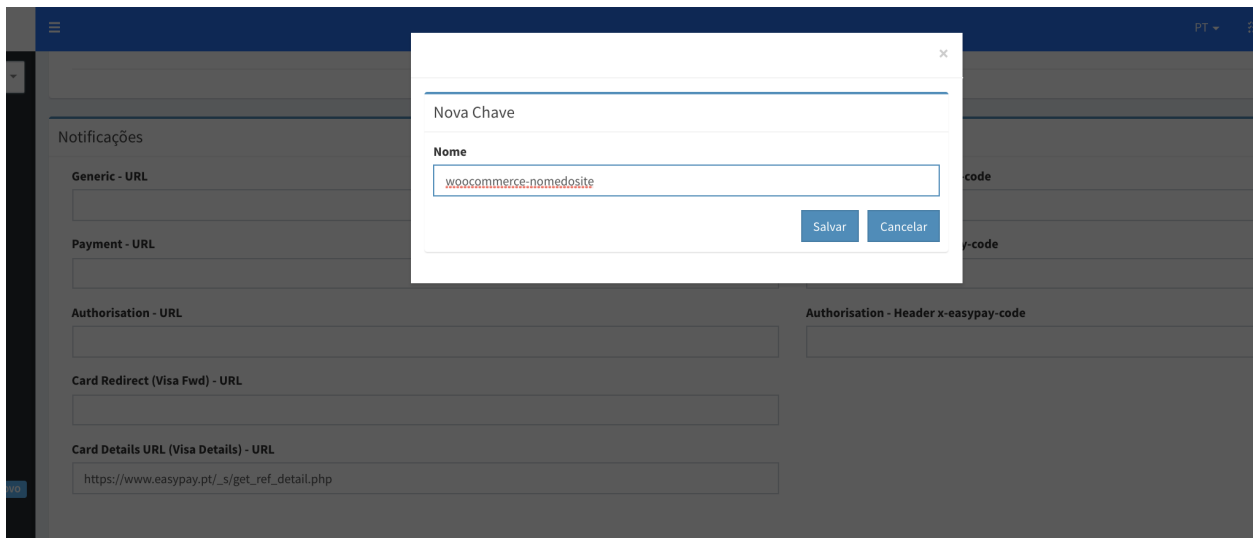 PT
×
Nova Chave
Nome
woocommerce-nomedosite
Salvar
Cancelar
Notificações
Generic - URL
-code
Payment - URL
-code
Authorisation - URL
Authorisation - Header x-easypay-code
Card Redirect (Visa Fwd) - URL
Card Details URL (Visa Details) - URL
https://www.easypay.pt/_s/get_ref_detail.php